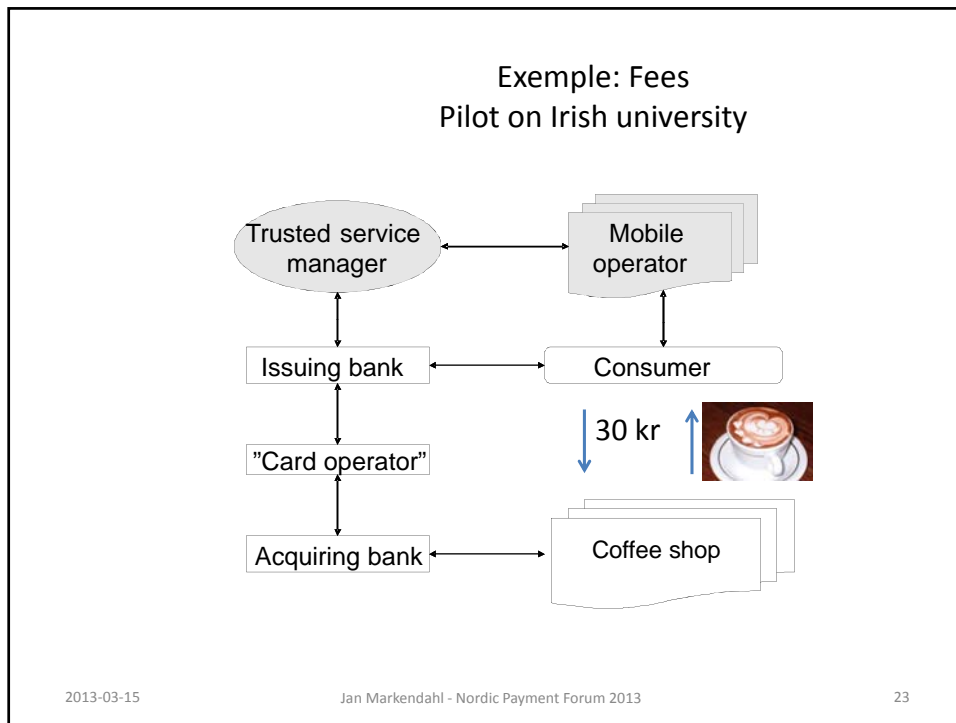 Exemple: Fees
Pilot on Irish university
Trusted service
manager
Mobile
operator
Issuing bank
Consumer
30 kr
”Card operator”
Acquiring bank
Coffee shop
2013-03-15
Jan Markendahl - Nordic Payment Forum 2013
23